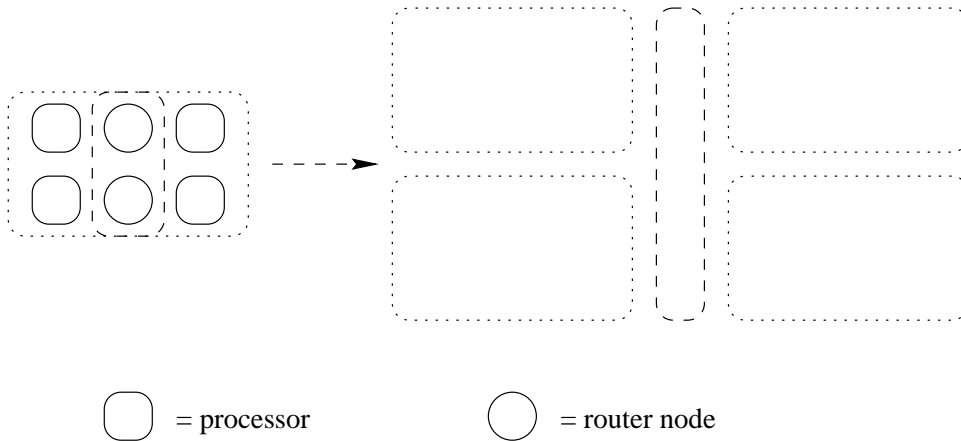 = processor
= router node